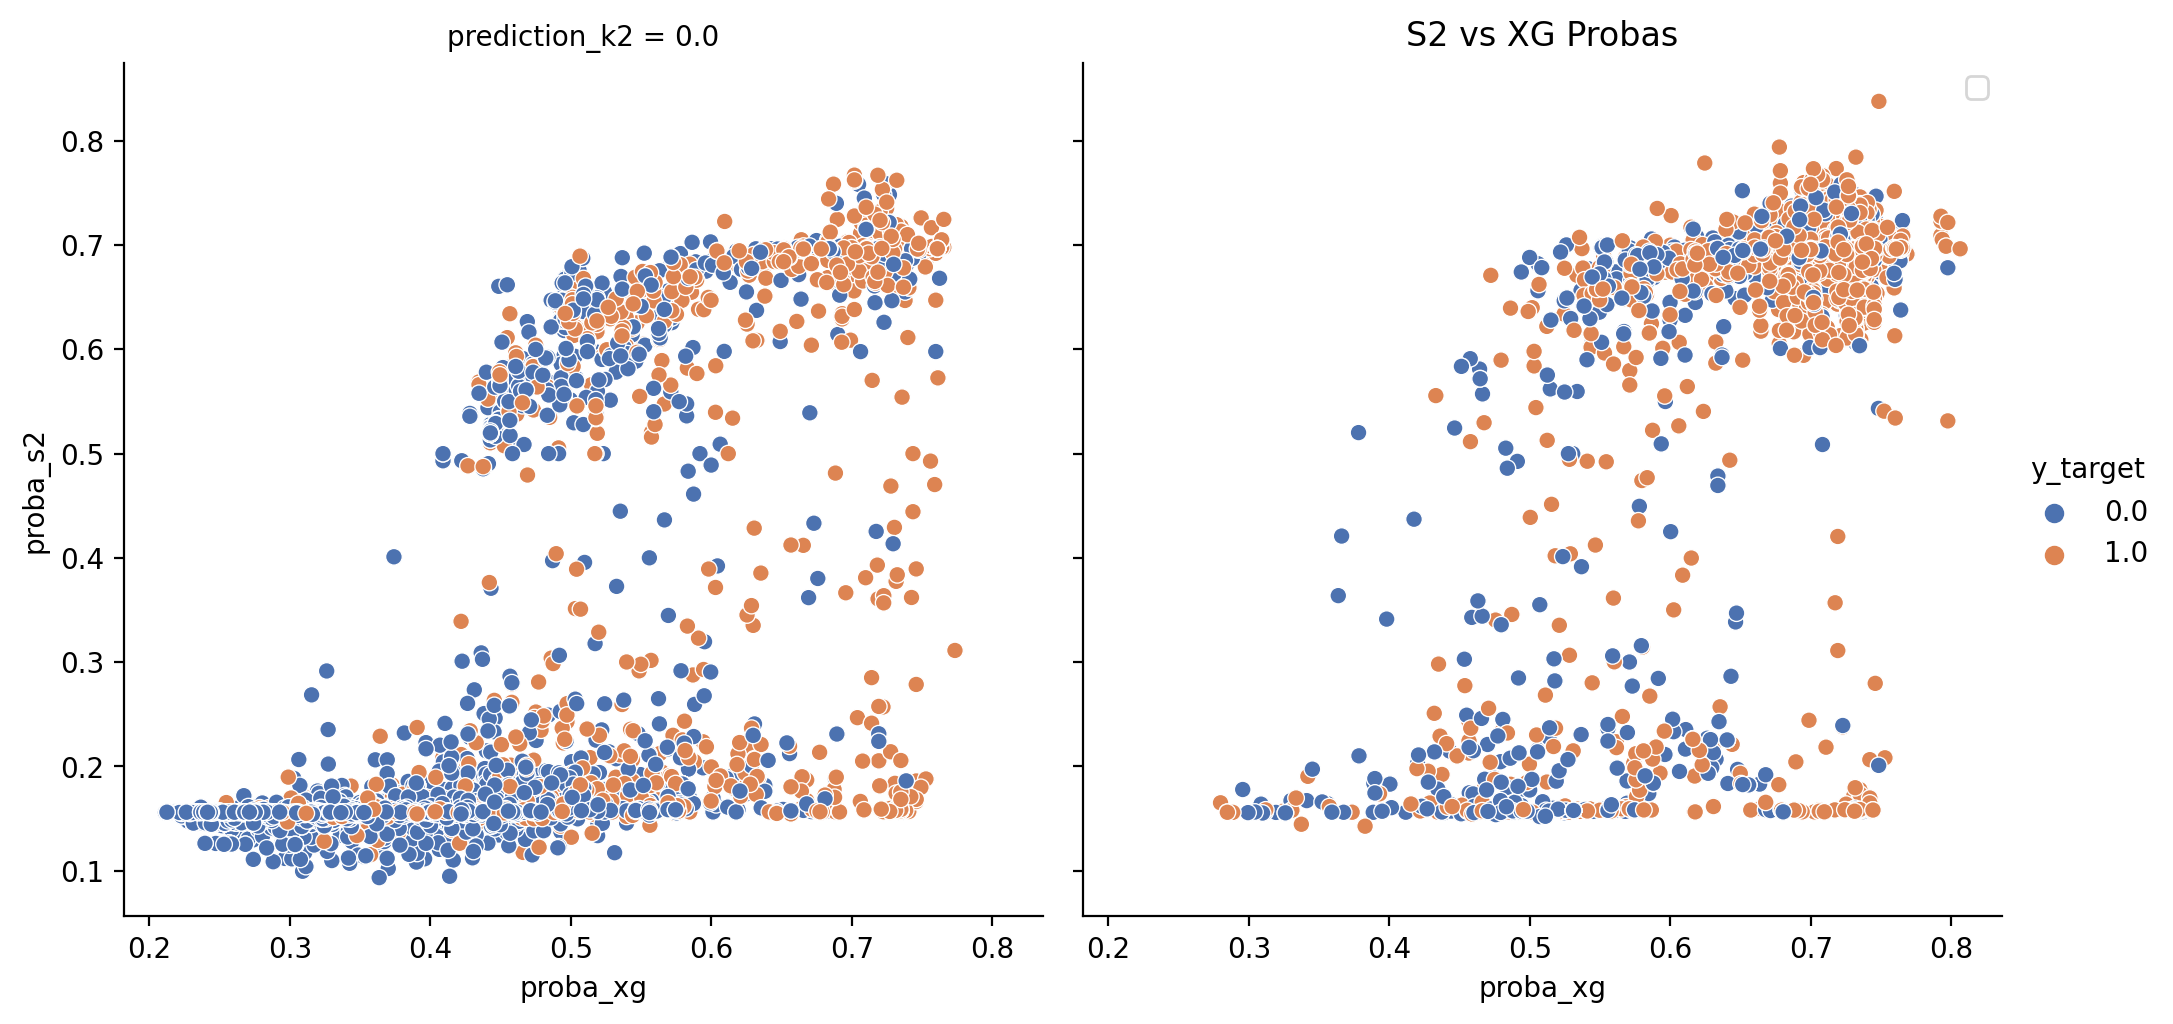 prediction_k2 = 0.0
S2 vs XG Probas
proba_s2
0.8
0.7
0.6
0.5
0.4
0.3
0.2
0.1
0.2 0.3 0.4 0.5 0.6 0.7 0.8
proba_xg
0.2 0.3 0.4 0.5 0.6 0.7 0.8
proba_xg
y_target
0.0
1.0